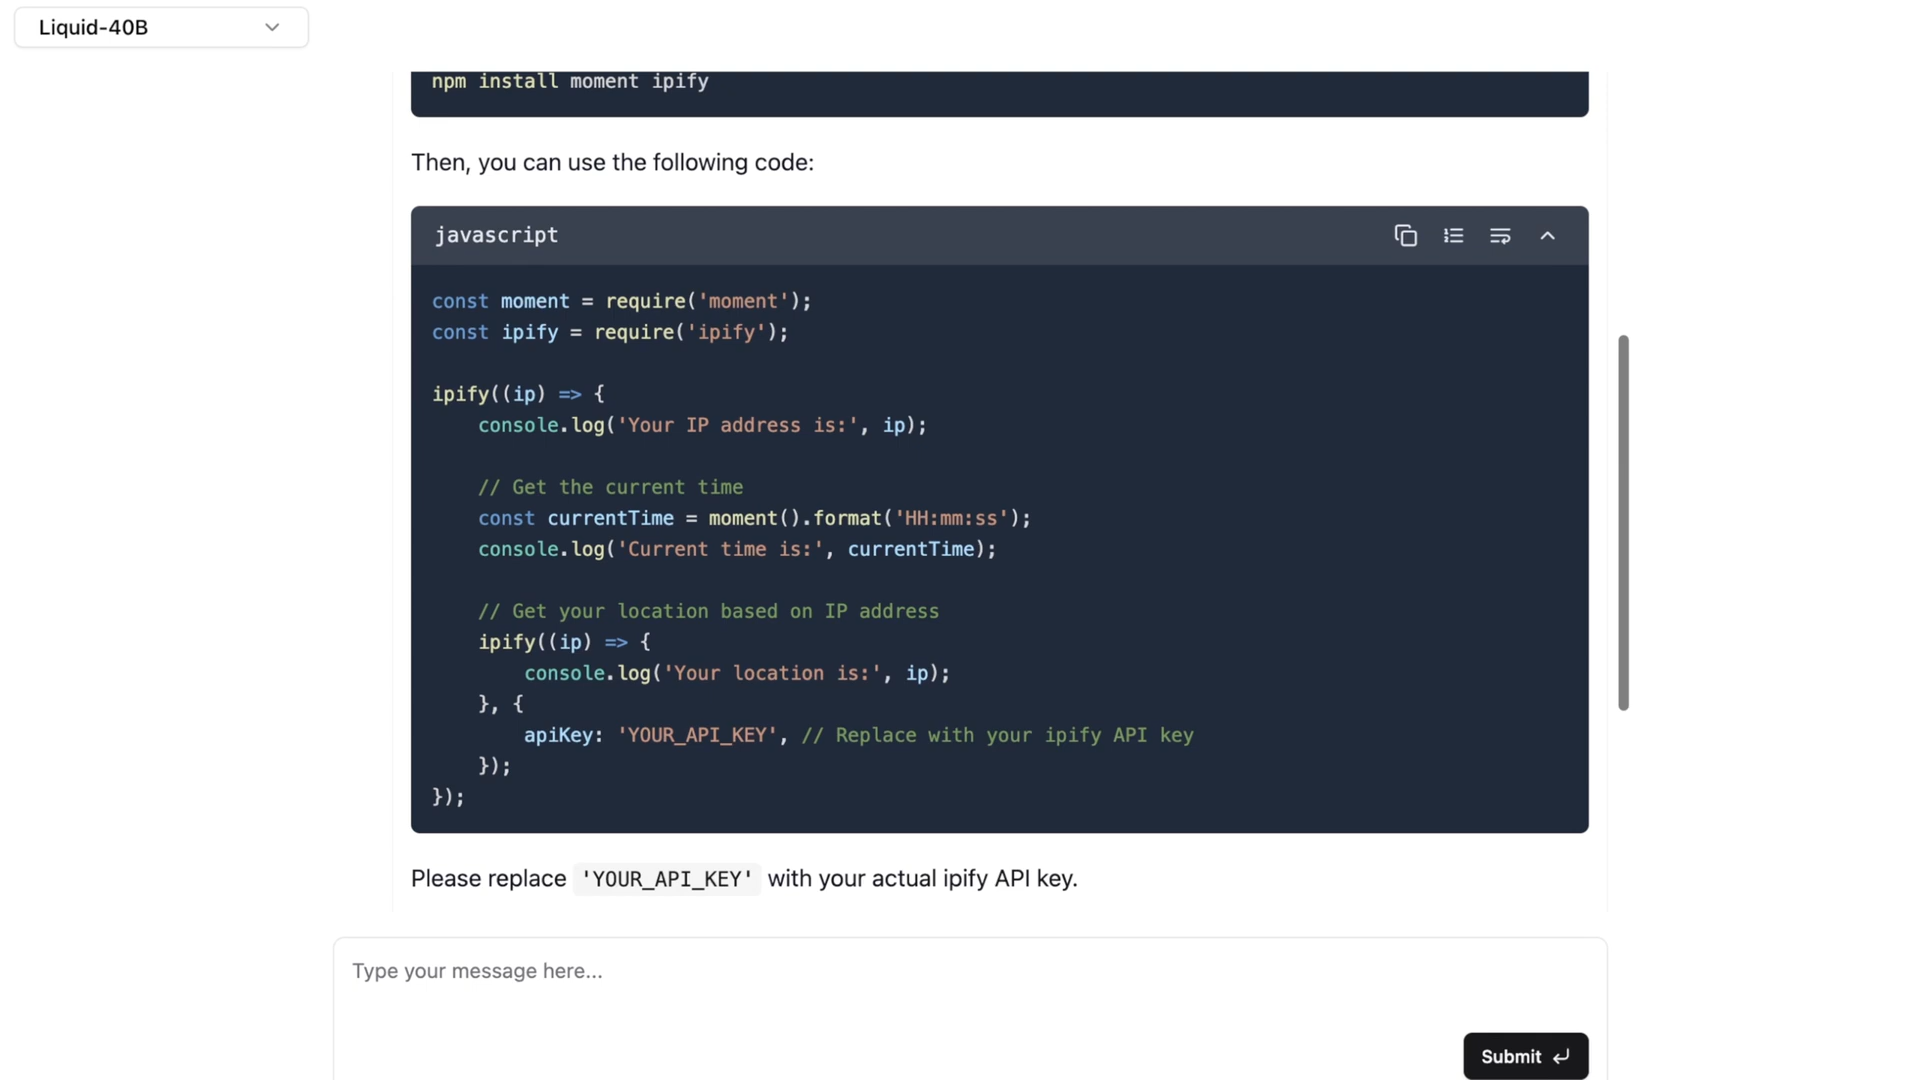 Liquid-40B
npm install moment ipify
Then, you can use the following code:
javascript
const moment = require('moment');
const ipify = require('ipify');
ipify((ip) => {
    console.log('Your IP address is:', ip);
    // Get the current time
    const currentTime = moment().format('HH:mm:ss');
    console.log('Current time is:', currentTime);
    // Get your location based on IP address
    ipify((ip) => {
        console.log('Your location is:', ip);
    }, {
        apiKey: 'YOUR_API_KEY', // Replace with your ipify API key
    });
});
Please replace 'YOUR_API_KEY' with your actual ipify API key.
Type your message here...
Submit